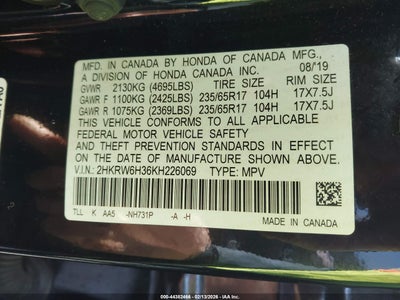 MFD. IN CANADA BY HONDA OF CANADA MFG.,
A DIVISION OF HONDA CANADA INC. 08/'19
GVWR 2130KG (4695LBS) TIRE SIZE RIM SIZE
GAWR F 1100KG (2425LBS) 235/65R17 104H 17X7.5J
GAWR R 1075KG (2369LBS) 235/65R17 104H 17X7.5J
THIS VEHICLE CONFORMS TO ALL APPLICABLE
FEDERAL MOTOR VEHICLE SAFETY AND
THEFT PREVENTION STANDARDS IN EFFECT ON
THE DATE OF MANUFACTURE SHOWN ABOVE.
V.I.N.: 2HKRW6H36KH226069 TYPE: MPV
TLL K AA5 -NH731P -A -H
MADE IN CANADA
000-44382468 - 02/13/2026 - 000000